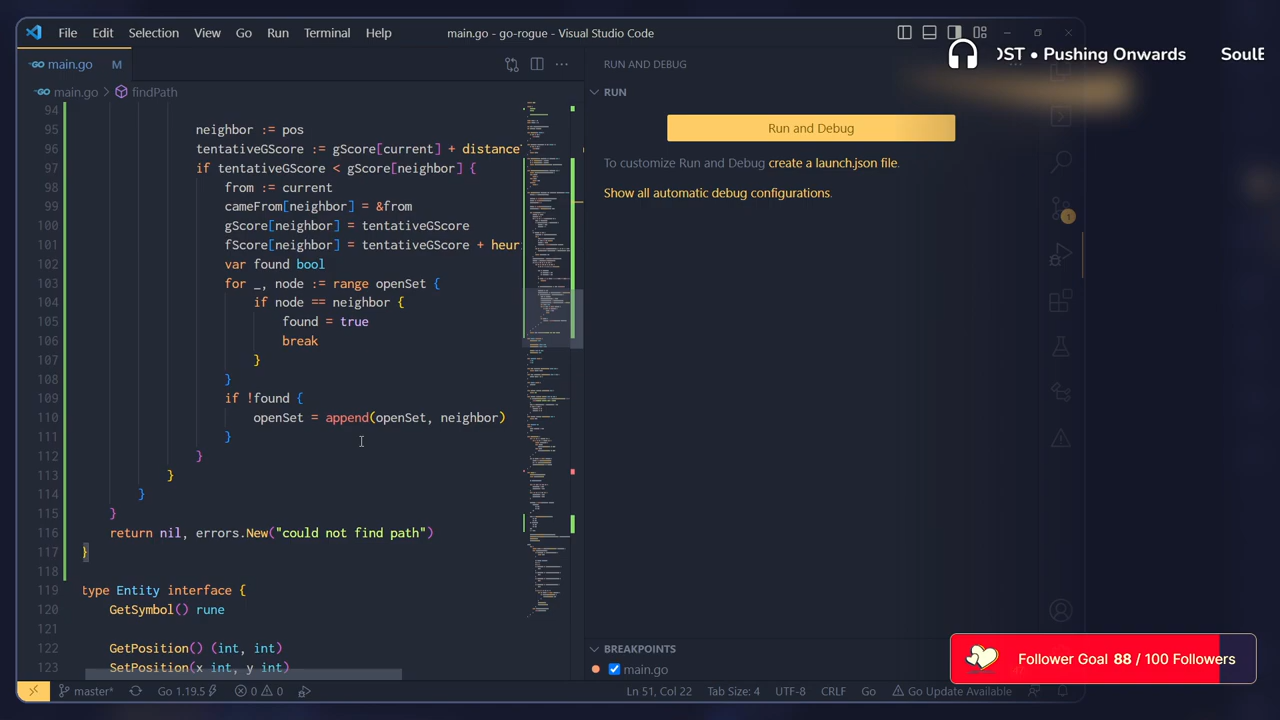 File Edit Selection View Go Run Terminal Help
main.go - go-rogue - Visual Studio Code
OST • Pushing Onwards SoulE
main.go M
RUN AND DEBUG
main.go > findPath
RUN
Run and Debug
To customize Run and Debug create a launch.json file.
Show all automatic debug configurations.
1
94
95 neighbor := pos
96 tentativeGScore := gScore[current] + distance
97 if tentativeGScore < gScore[neighbor] {
98 from := current
99 cameFrom[neighbor] = &from
100 gScore[neighbor] = tentativeGScore
101 fScore[neighbor] = tentativeGScore + heur
102 var found bool
103 for _, node := range openSet {
104 if node == neighbor {
105 found = true
106 break
107 }
108 }
109 if !found {
110 openSet = append(openSet, neighbor)
111 }
112 }
113 }
114 }
115 }
116 return nil, errors.New("could not find path")
117 }
118
119 type Entity interface {
120 GetSymbol() rune
121
122 GetPosition() (int, int)
123 SetPosition(x int, y int)
BREAKPOINTS
main.go
Follower Goal 88 / 100 Followers
master* Go 1.19.5 0 0 Ln 51, Col 22 Tab Size: 4 UTF-8 CRLF Go Go Update Available